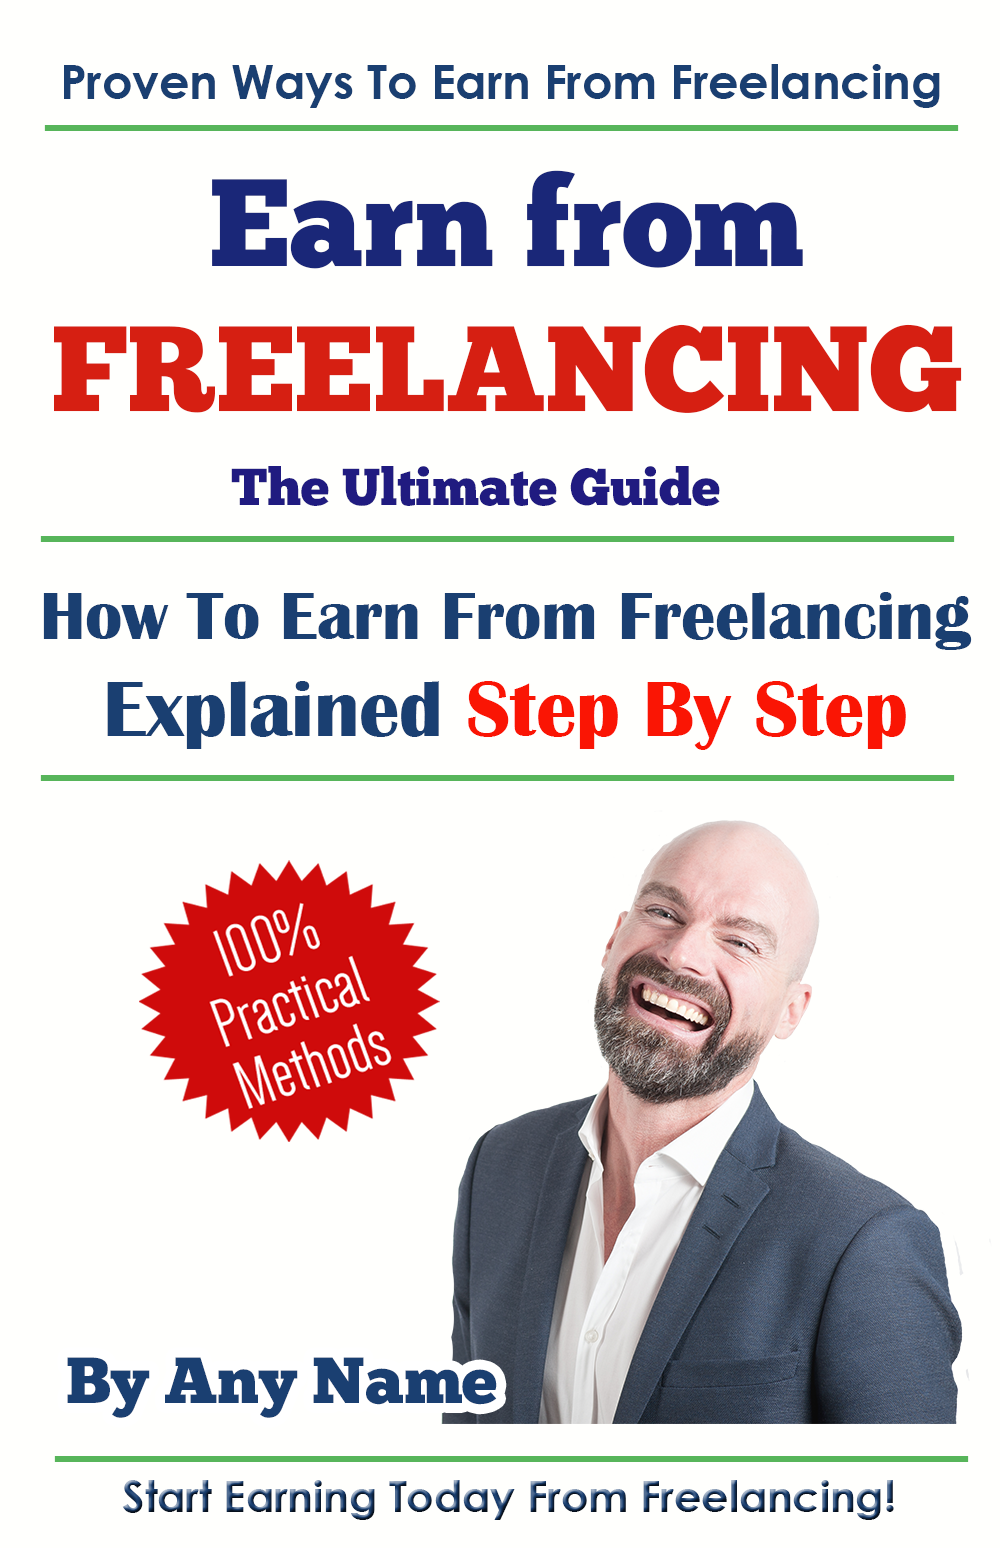 Proven Ways To Earn From Freelancing
Earn from
FREELANCING
The Ultimate Guide
How To Earn From Freelancing
Explained Step By Step
100%
Practical
Methods
By Any Name
Start Earning Today From Freelancing!